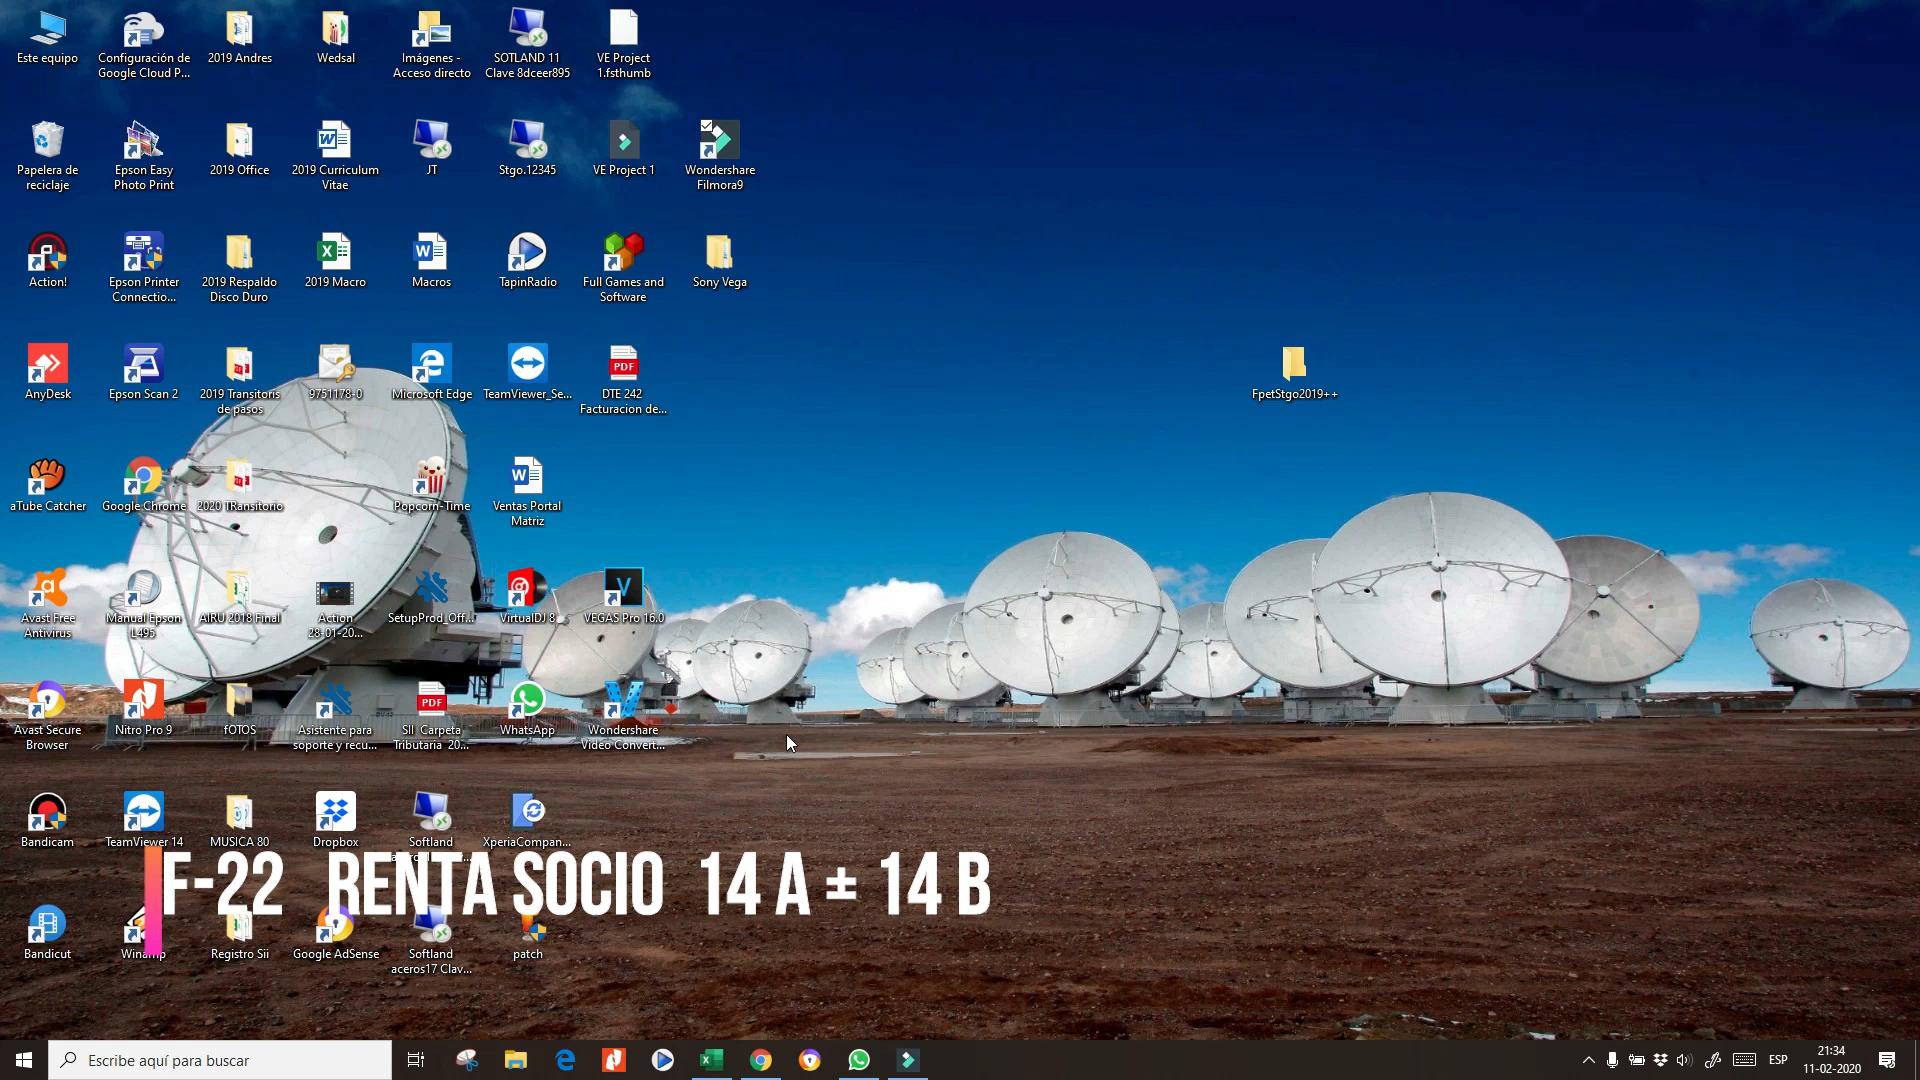 Este equipo
Configuración de
Google Cloud P...
2019 Andres
Wedsal
Imágenes -
Acceso directo
SOTLAND 11
Clave 8dceer895
VE Project
1.fsthumb
Papelera de
reciclaje
Epson Easy
Photo Print
2019 Office
2019 Curriculum
Vitae
JT
Stgo.12345
VE Project 1
Wondershare
Filmora9
Action!
Epson Printer
Connectio...
2019 Respaldo
Disco Duro
2019 Macro
Macros
TapinRadio
Full Games and
Software
Sony Vega
AnyDesk
Epson Scan 2
2019 Transitoris
de pasos
9751178-0
Microsoft Edge
TeamViewer_Se...
PDF
DTE 242
Facturacion de...
FpetStgo2019++
aTube Catcher
Google Chrome
2020 TRansitorio
Popcorn-Time
Ventas Portal
Matriz
Avast Free
Antivirus
Manual Epson
L495
AIRU 2018 Final
Action
28-01-20...
SetupProd_Off...
VirtualDJ 8
VEGAS Pro 16.0
Avast Secure
Browser
Nitro Pro 9
fOTOS
Asistente para
soporte y recu...
PDF
SII Carpeta
Tributaria 20...
WhatsApp
Wondershare
Video Convert...
Bandicam
TeamViewer 14
MUSICA 80
Dropbox
Softland
XperiaCompan...
F-22 RENTA SOCIO 14 A ± 14 B
Bandicut
Winamp
Registro Sii
Google AdSense
Softland
aceros17 Clav...
patch
Escribe aquí para buscar
ESP
21:34
11-02-2020